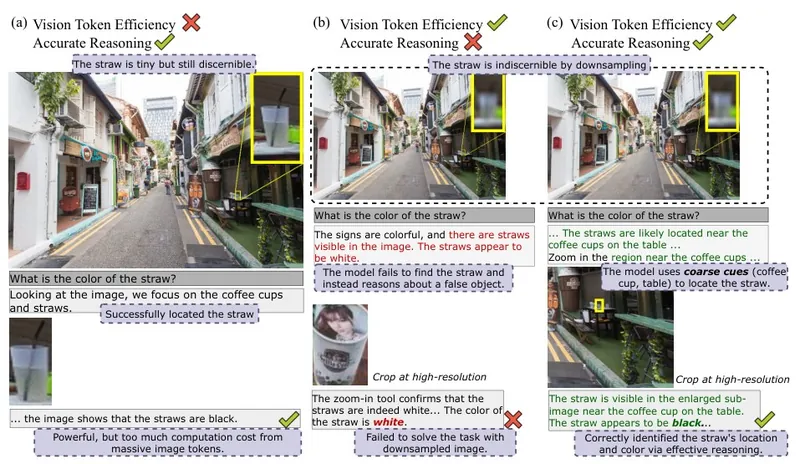 (a) Vision Token Efficiency
Accurate Reasoning
The straw is tiny but still discernible.
What is the color of the straw?
Looking at the image, we focus on the coffee cups
and straws.
Successfully located the straw
... the image shows that the straws are black.
Powerful, but too much computation cost from
massive image tokens.
(b) Vision Token Efficiency
Accurate Reasoning
The straw is indiscernible by downsampling
What is the color of the straw?
The signs are colorful, and there are straws
visible in the image. The straws appear to
be white.
The model fails to find the straw and
instead reasons about a false object.
Crop at high-resolution
The zoom-in tool confirms that the
straws are indeed white... The color of
the straw is white.
Failed to solve the task with
downsampled image.
(c) Vision Token Efficiency
Accurate Reasoning
What is the color of the straw?
... The straws are likely located near the
coffee cups on the table ...
Zoom in the region near the coffee cups ...
The model uses coarse cues (coffee
cup, table) to locate the straw.
Crop at high-resolution
The straw is visible in the enlarged sub-
image near the coffee cup on the table.
The straw appears to be black...
Correctly identified the straw's location
and color via effective reasoning.